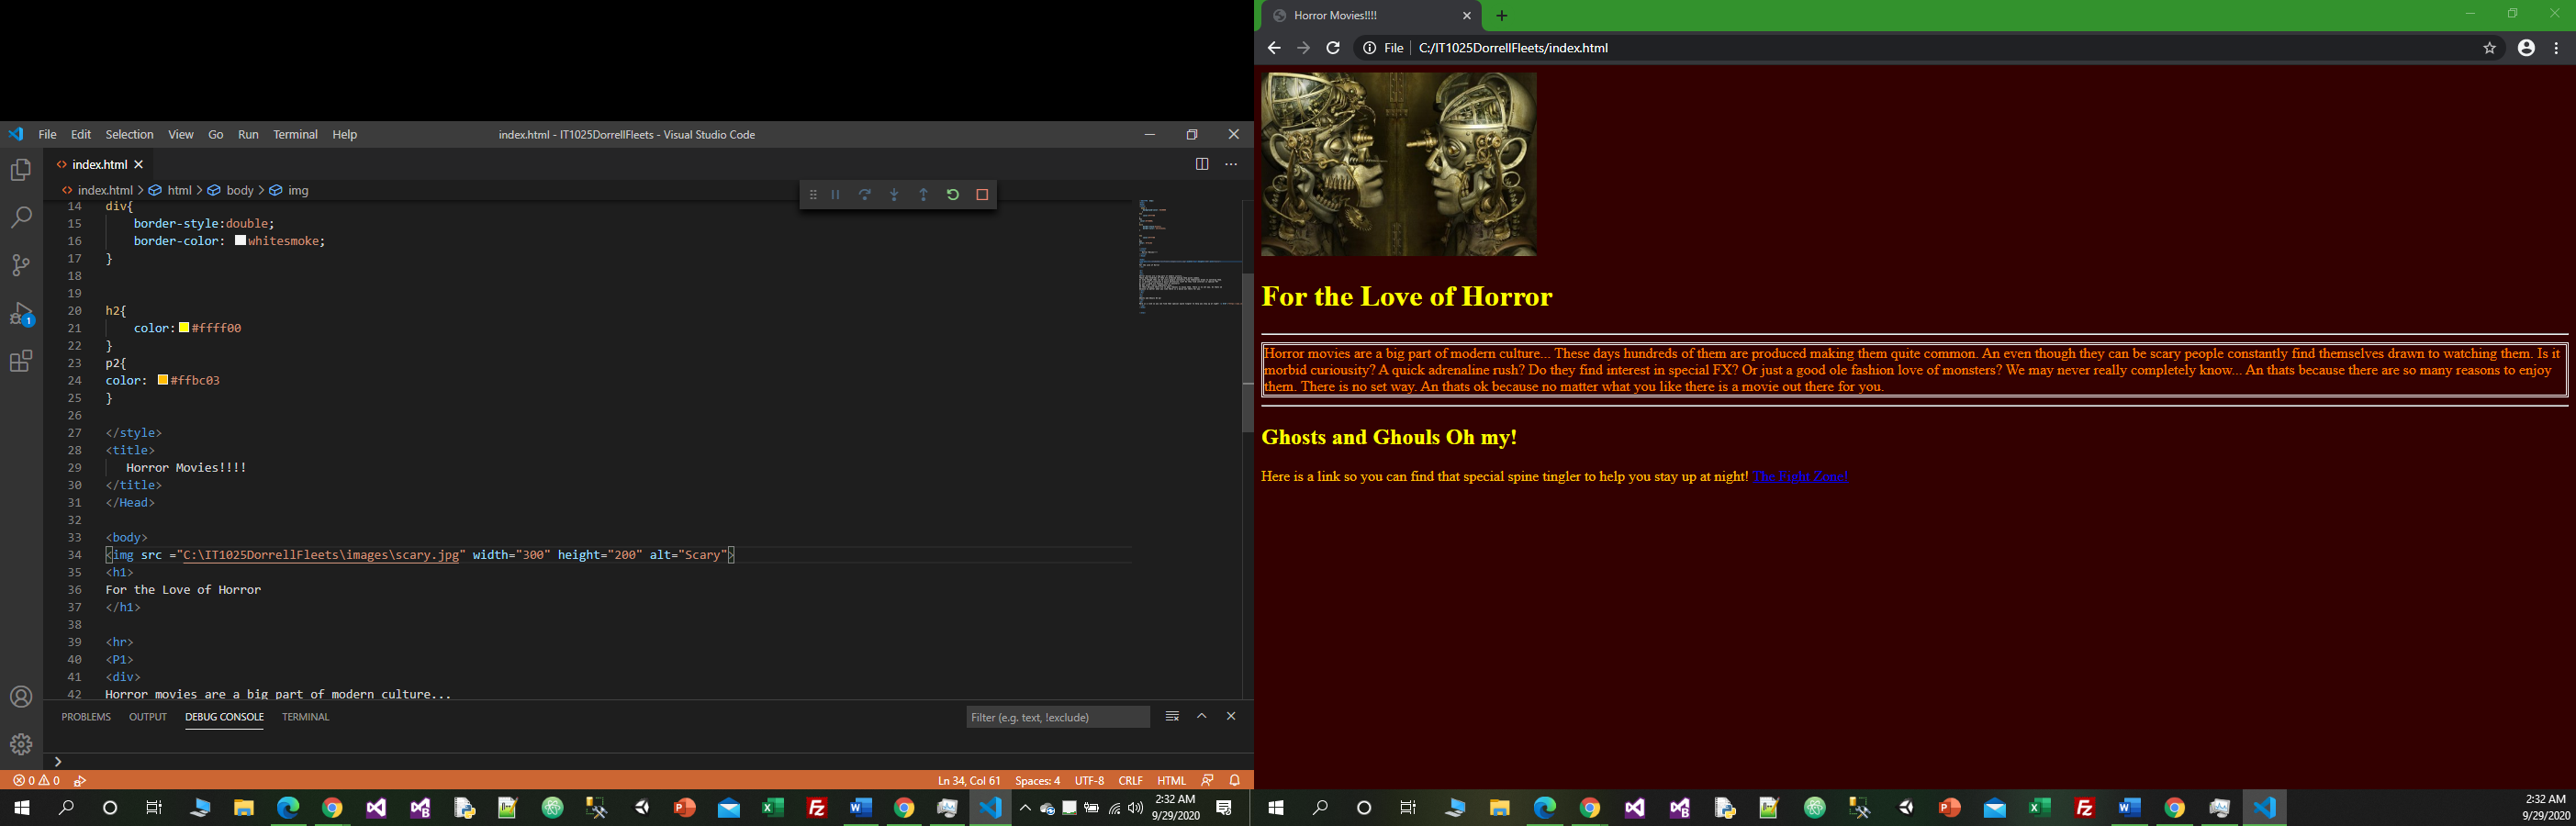 File Edit Selection View Go Run Terminal Help
index.html - IT1025DorrellFleets - Visual Studio Code
index.html
index.html > html > body > img
14 div{
15 border-style:double;
16 border-color: whitesmoke;
17 }
18
19
20 h2{
21 color: #ffff00
22 }
23 p2{
24 color: #ffbc03
25 }
26
27 </style>
28 <title>
29 Horror Movies!!!!
30 </title>
31 </Head>
32
33 <body>
34 <img src ="C:\IT1025DorrellFleets\images\scary.jpg" width="300" height="200" alt="Scary">
35 <h1>
36 For the Love of Horror
37 </h1>
38
39 <hr>
40 <P1>
41 <div>
42 Horror movies are a big part of modern culture...
1
PROBLEMS OUTPUT DEBUG CONSOLE TERMINAL
Filter (e.g. text, !exclude)
0 0
Ln 34, Col 61 Spaces: 4 UTF-8 CRLF HTML
2:32 AM
9/29/2020
Horror Movies!!!!
File C:/IT1025DorrellFleets/index.html
For the Love of Horror
Horror movies are a big part of modern culture... These days hundreds of them are produced making them quite common. An even though they can be scary people constantly find themselves drawn to watching them. Is it
morbid curiousity? A quick adrenaline rush? Do they find interest in special FX? Or just a good ole fashion love of monsters? We may never really completely know... An thats because there are so many reasons to enjoy
them. There is no set way. An thats ok because no matter what you like there is a movie out there for you.
Ghosts and Ghouls Oh my!
Here is a link so you can find that special spine tingler to help you stay up at night! The Fight Zone!
2:32 AM
9/29/2020